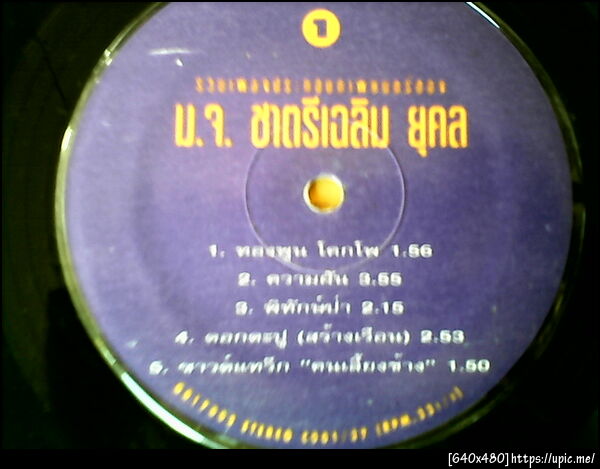 1
รวมเพลงประกอบภาพยนตร์ของ
ม.จ. ชาตรีเฉลิม ยุคล
1. ทองพูน โคกโพ 1.56
2. ความฝัน 3.55
3. พิทักษ์ป่า 2.15
4. ตอกตะปู (สร้างเรือน) 2.53
5. ซาวด์แทร็ก "คนเลี้ยงช้าง" 1.50
STEREO
[640x480]https://upic.me/